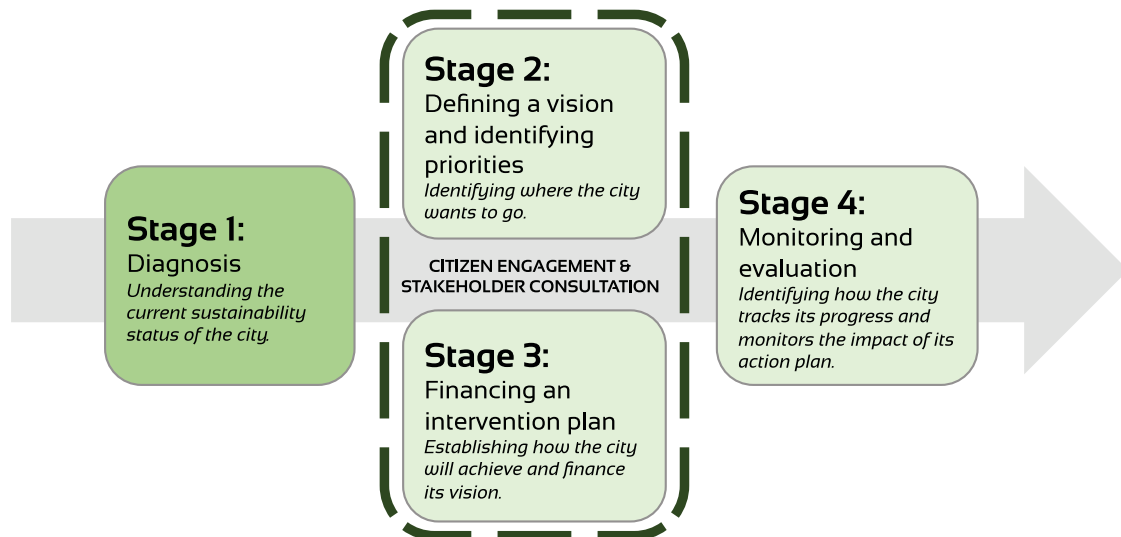 Stage 1:
Diagnosis
Understanding the
current sustainability
status of the city.
Stage 2:
Defining a vision
and identifying
priorities
Identifying where the city
wants to go.
CITIZEN ENGAGEMENT &
STAKEHOLDER CONSULTATION
Stage 3:
Financing an
intervention plan
Establishing how the city
will achieve and finance
its vision.
Stage 4:
Monitoring and
evaluation
Identifying how the city
tracks its progress and
monitors the impact of its
action plan.